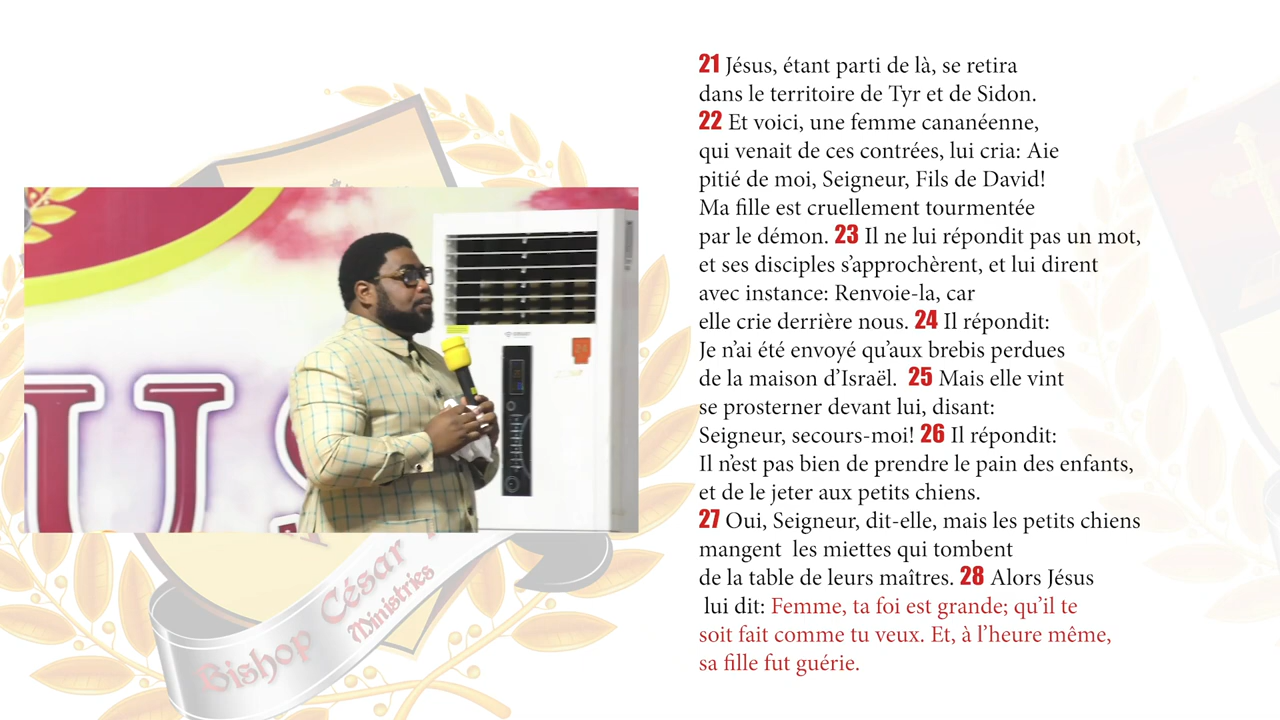 21 Jésus, étant parti de là, se retira
dans le territoire de Tyr et de Sidon.
22 Et voici, une femme cananéenne,
qui venait de ces contrées, lui cria: Aie
pitié de moi, Seigneur, Fils de David!
Ma fille est cruellement tourmentée
par le démon. 23 Il ne lui répondit pas un mot,
et ses disciples s’approchèrent, et lui dirent
avec instance: Renvoie-la, car
elle crie derrière nous. 24 Il répondit:
Je n’ai été envoyé qu’aux brebis perdues
de la maison d’Israël. 25 Mais elle vint
se prosterner devant lui, disant:
Seigneur, secours-moi! 26 Il répondit:
Il n’est pas bien de prendre le pain des enfants,
et de le jeter aux petits chiens.
27 Oui, Seigneur, dit-elle, mais les petits chiens
mangent les miettes qui tombent
de la table de leurs maîtres. 28 Alors Jésus
lui dit: Femme, ta foi est grande; qu’il te
soit fait comme tu veux. Et, à l’heure même,
sa fille fut guérie.
US
Bishop César
Ministries